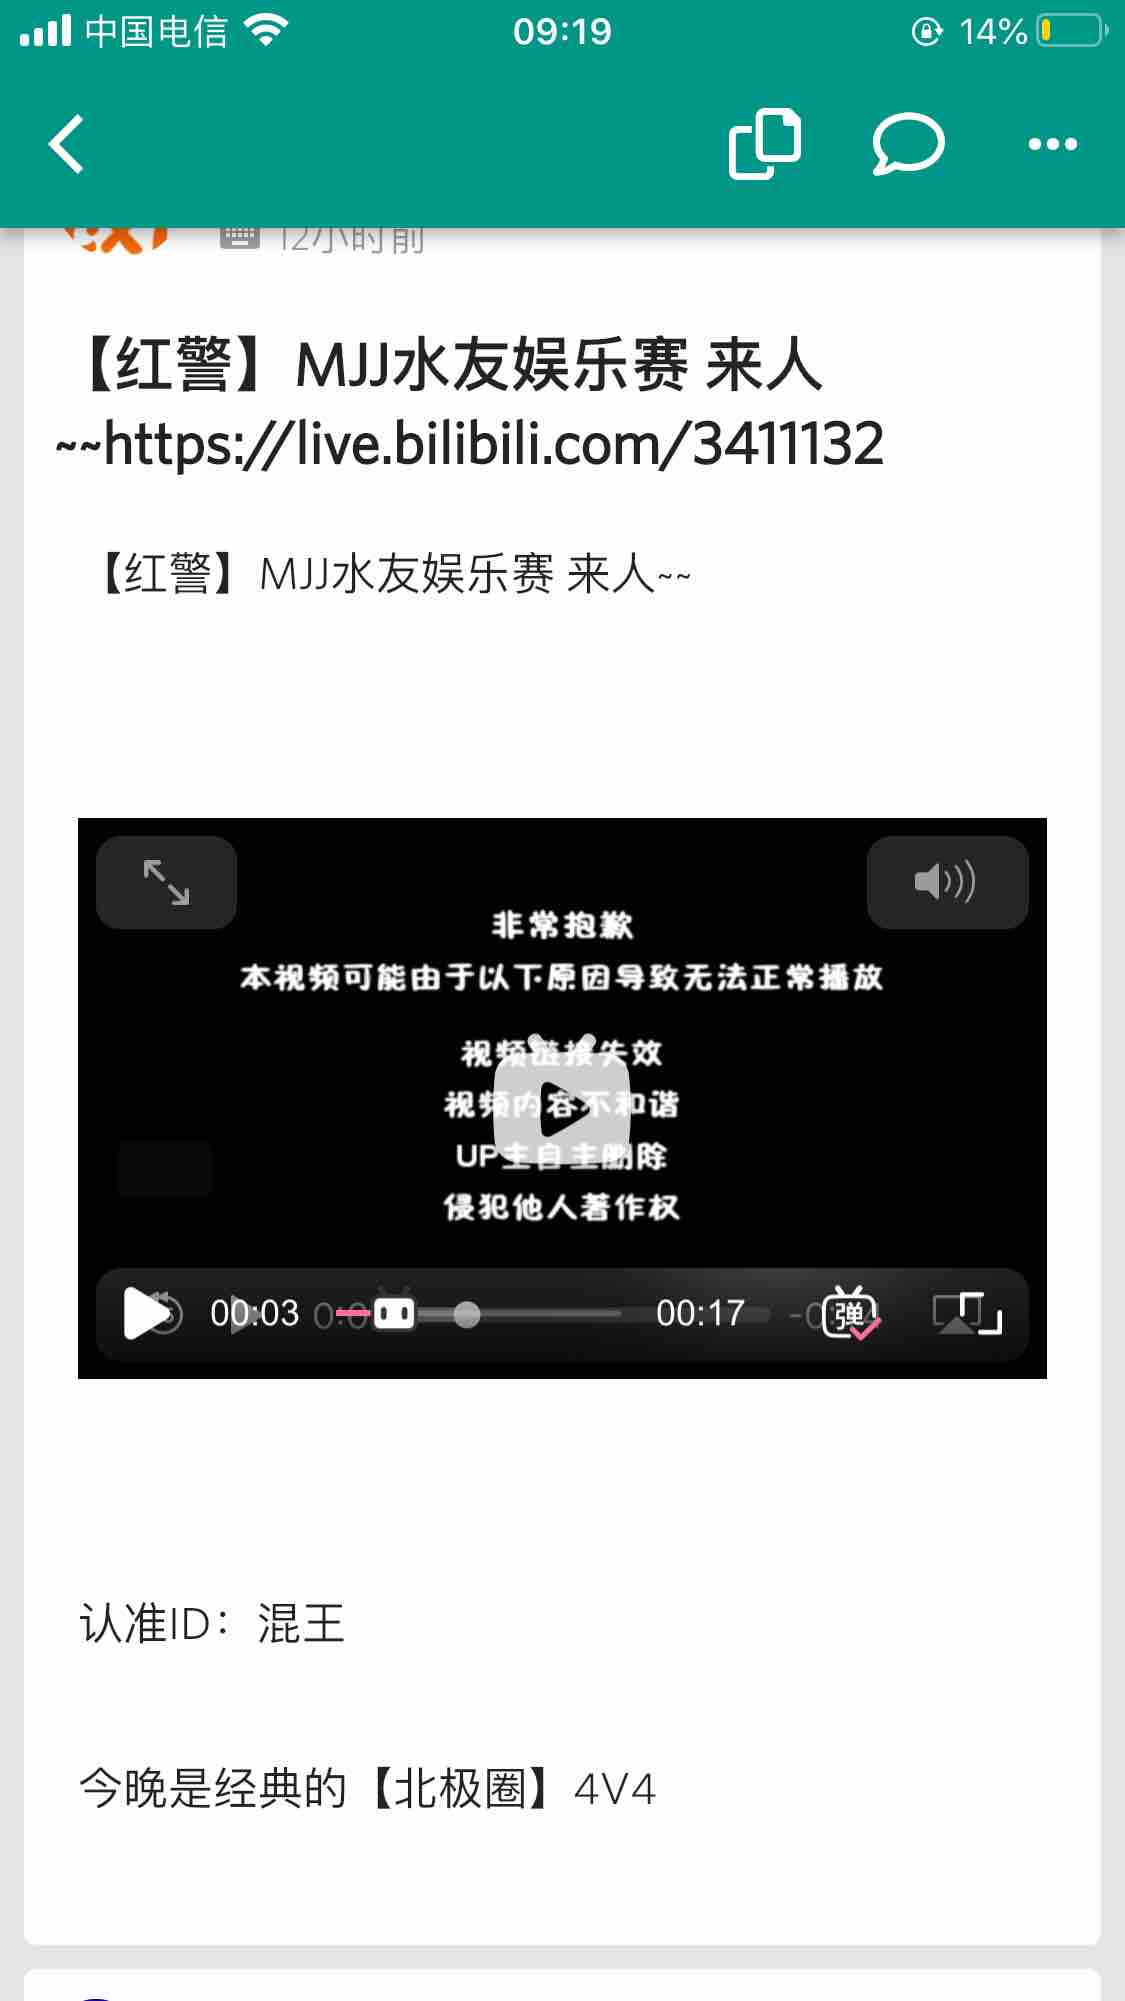 中国电信
09:19
14%
12小时前
【红警】MJJ水友娱乐赛 来人
~~https://live.bilibili.com/3411132
【红警】MJJ水友娱乐赛 来人~~
非常抱歉
本视频可能由于以下原因导致无法正常播放
视频链接失效
视频内容不和谐
UP主自主删除
侵犯他人著作权
00:03
00:17
弹
认准ID：混王
今晚是经典的【北极圈】4V4